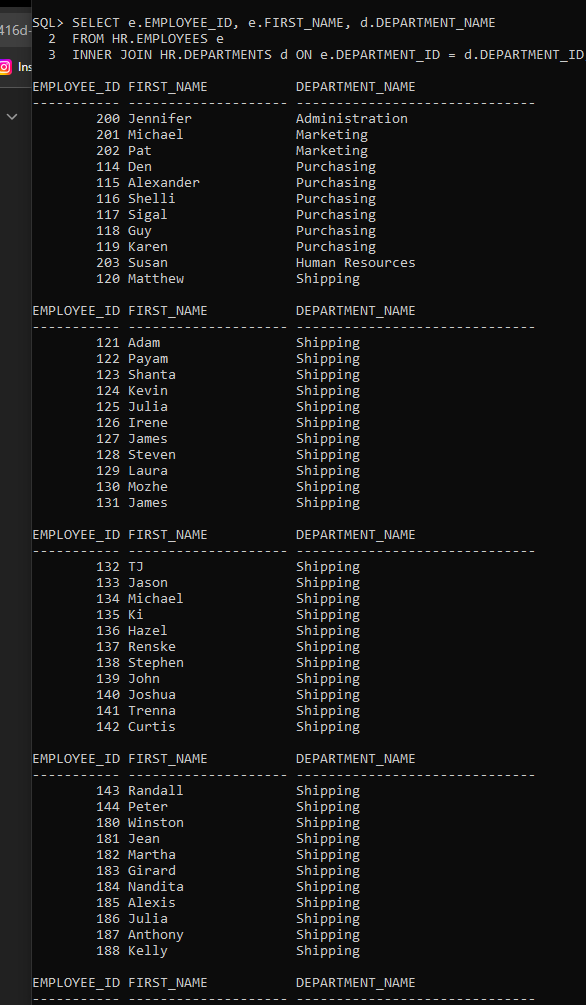 416d-
Ins
SQL> SELECT e.EMPLOYEE_ID, e.FIRST_NAME, d.DEPARTMENT_NAME
  2  FROM HR.EMPLOYEES e
  3  INNER JOIN HR.DEPARTMENTS d ON e.DEPARTMENT_ID = d.DEPARTMENT_ID
EMPLOYEE_ID FIRST_NAME           DEPARTMENT_NAME
----------- -------------------- ------------------------------
        200 Jennifer             Administration
        201 Michael              Marketing
        202 Pat                  Marketing
        114 Den                  Purchasing
        115 Alexander            Purchasing
        116 Shelli               Purchasing
        117 Sigal                Purchasing
        118 Guy                  Purchasing
        119 Karen                Purchasing
        203 Susan                Human Resources
        120 Matthew              Shipping
EMPLOYEE_ID FIRST_NAME           DEPARTMENT_NAME
----------- -------------------- ------------------------------
        121 Adam                 Shipping
        122 Payam                Shipping
        123 Shanta               Shipping
        124 Kevin                Shipping
        125 Julia                Shipping
        126 Irene                Shipping
        127 James                Shipping
        128 Steven               Shipping
        129 Laura                Shipping
        130 Mozhe                Shipping
        131 James                Shipping
EMPLOYEE_ID FIRST_NAME           DEPARTMENT_NAME
----------- -------------------- ------------------------------
        132 TJ                   Shipping
        133 Jason                Shipping
        134 Michael              Shipping
        135 Ki                   Shipping
        136 Hazel                Shipping
        137 Renske               Shipping
        138 Stephen              Shipping
        139 John                 Shipping
        140 Joshua               Shipping
        141 Trenna               Shipping
        142 Curtis               Shipping
EMPLOYEE_ID FIRST_NAME           DEPARTMENT_NAME
----------- -------------------- ------------------------------
        143 Randall              Shipping
        144 Peter                Shipping
        180 Winston              Shipping
        181 Jean                 Shipping
        182 Martha               Shipping
        183 Girard               Shipping
        184 Nandita              Shipping
        185 Alexis               Shipping
        186 Julia                Shipping
        187 Anthony              Shipping
        188 Kelly                Shipping
EMPLOYEE_ID FIRST_NAME           DEPARTMENT_NAME
----------- -------------------- ------------------------------